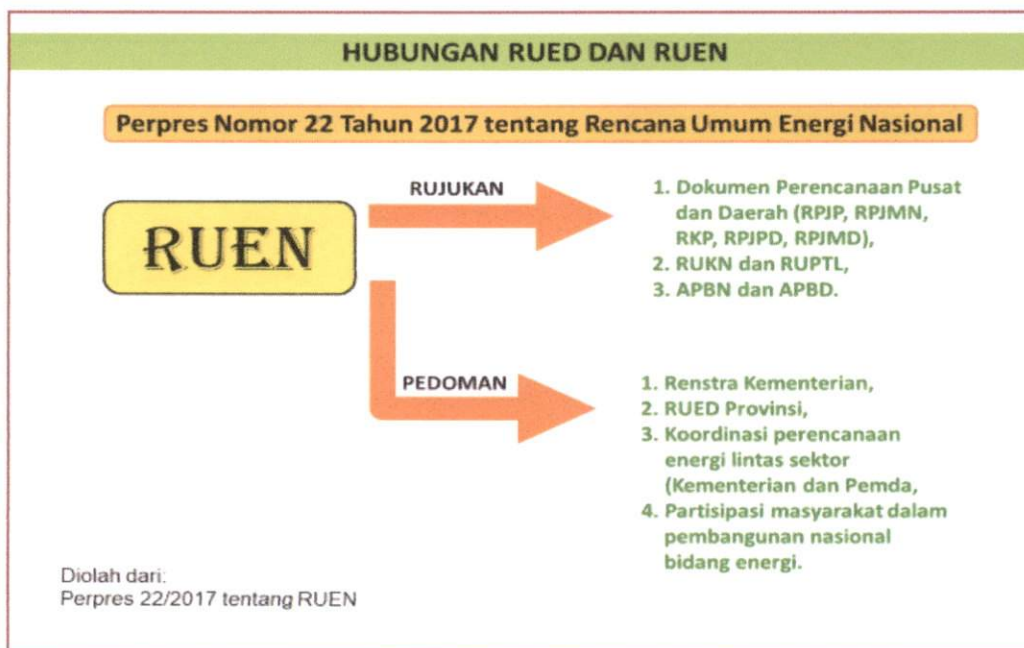 HUBUNGAN RUED DAN RUEN
Perpres Nomor 22 Tahun 2017 tentang Rencana Umum Energi Nasional
RUEN
RUJUKAN
1. Dokumen Perencanaan Pusat
dan Daerah (RPJP, RPJMN,
RKP, RPJPD, RPJMD),
2. RUKN dan RUPTL,
3. APBN dan APBD.
PEDOMAN
1. Renstra Kementerian,
2. RUED Provinsi,
3. Koordinasi perencanaan
energi lintas sektor
(Kementerian dan Pemda,
4. Partisipasi masyarakat dalam
pembangunan nasional
bidang energi.
Diolah dari:
Perpres 22/2017 tentang RUEN